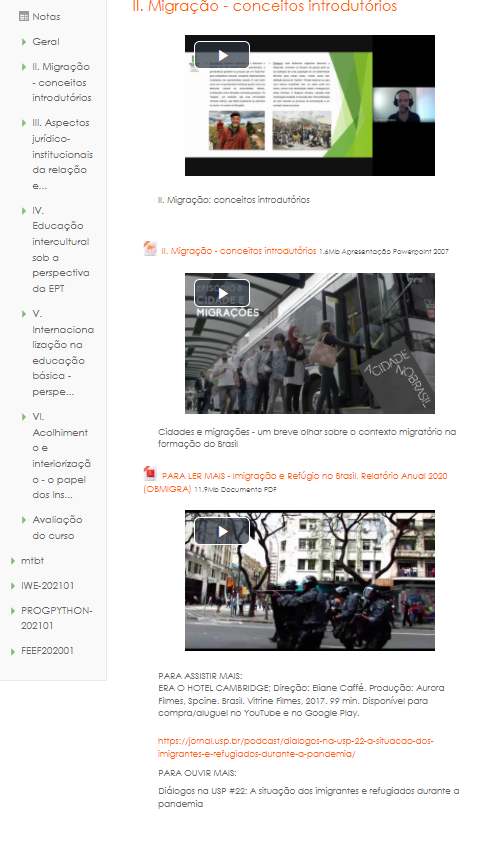 Notas
Geral
II. Migração
- conceitos
introdutórios
III. Aspectos
jurídico-
institucionais
da relação
e...
IV.
Educação
intercultural
sob a
perspectiva
da EPT
V.
Internaciona
lização na
educação
básica -
perspe...
VI.
Acolhiment
o e
interiorizaçã
o - o papel
dos Ins...
Avaliação
do curso
mtbt
IWE-202101
PROGPYTHON-
202101
FEEF202001
II. Migração - conceitos introdutórios
II. Migração: conceitos introdutórios
II. Migração - conceitos introdutórios 1.6Mb Apresentação Powerpoint 2007
CIDADE E
MIGRAÇÕES
A CIDADE
NO BRASIL
Cidades e migrações - um breve olhar sobre o contexto migratório na
formação do Brasil
PARA LER MAIS - Imigração e Refúgio no Brasil. Relatório Anual 2020
(OBMIGRA) 11.9Mb Documento PDF
PARA ASSISTIR MAIS:
ERA O HOTEL CAMBRIDGE; Direção: Eliane Caffé. Produção: Aurora
Filmes, Spcine. Brasil. Vitrine Filmes, 2017. 99 min. Disponível para
compra/aluguel no YouTube e no Google Play.
https://jornal.usp.br/podcast/dialogos-na-usp-22-a-situacao-dos-
imigrantes-e-refugiados-durante-a-pandemia/
PARA OUVIR MAIS:
Diálogos na USP #22: A situação dos imigrantes e refugiados durante a
pandemia